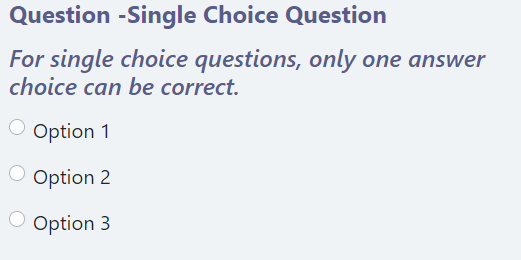 Question -Single Choice Question
For single choice questions, only one answer
choice can be correct.
Option 1
Option 2
Option 3